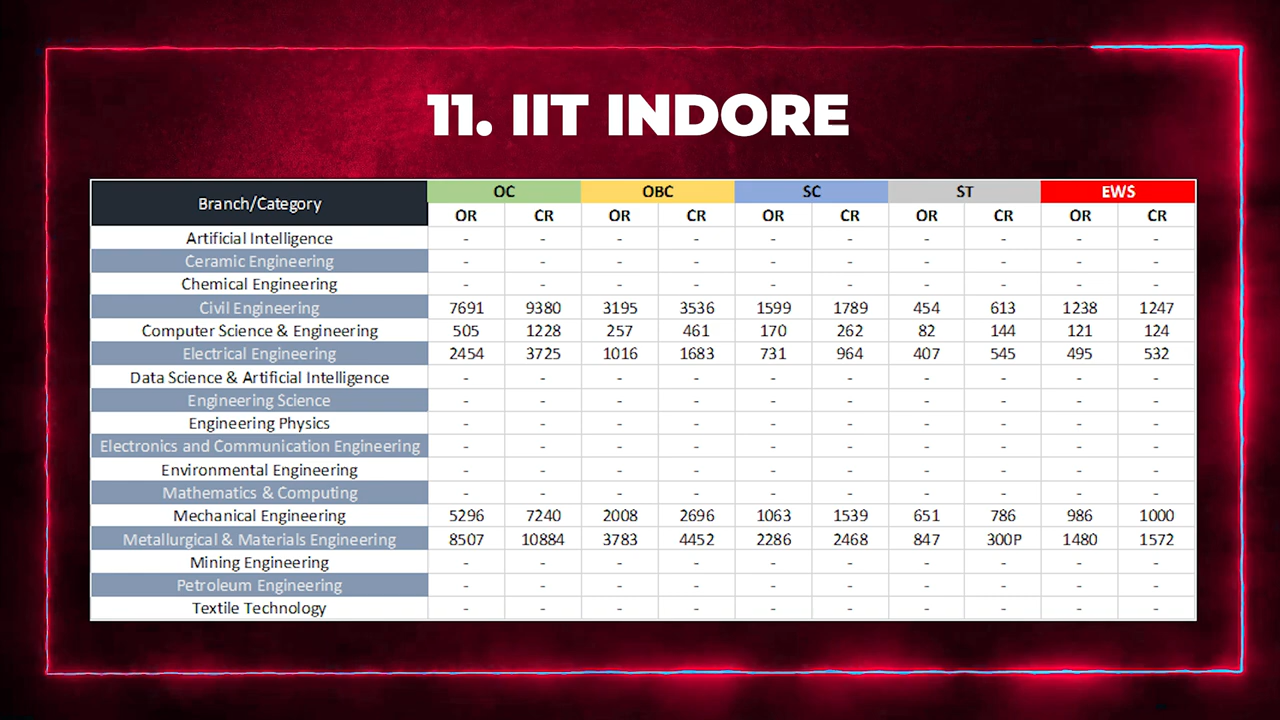 11. IIT INDORE
Branch/Category OC OBC SC ST EWS
OR CR OR CR OR CR OR CR OR CR
Artificial Intelligence - - - - - - - - - -
Ceramic Engineering - - - - - - - - - -
Chemical Engineering - - - - - - - - - -
Civil Engineering 7691 9380 3195 3536 1599 1789 454 613 1238 1247
Computer Science & Engineering 505 1228 257 461 170 262 82 144 121 124
Electrical Engineering 2454 3725 1016 1683 731 964 407 545 495 532
Data Science & Artificial Intelligence - - - - - - - - - -
Engineering Science - - - - - - - - - -
Engineering Physics - - - - - - - - - -
Electronics and Communication Engineering - - - - - - - - - -
Environmental Engineering - - - - - - - - - -
Mathematics & Computing - - - - - - - - - -
Mechanical Engineering 5296 7240 2008 2696 1063 1539 651 786 986 1000
Metallurgical & Materials Engineering 8507 10884 3783 4452 2286 2468 847 300P 1480 1572
Mining Engineering - - - - - - - - - -
Petroleum Engineering - - - - - - - - - -
Textile Technology - - - - - - - - - -